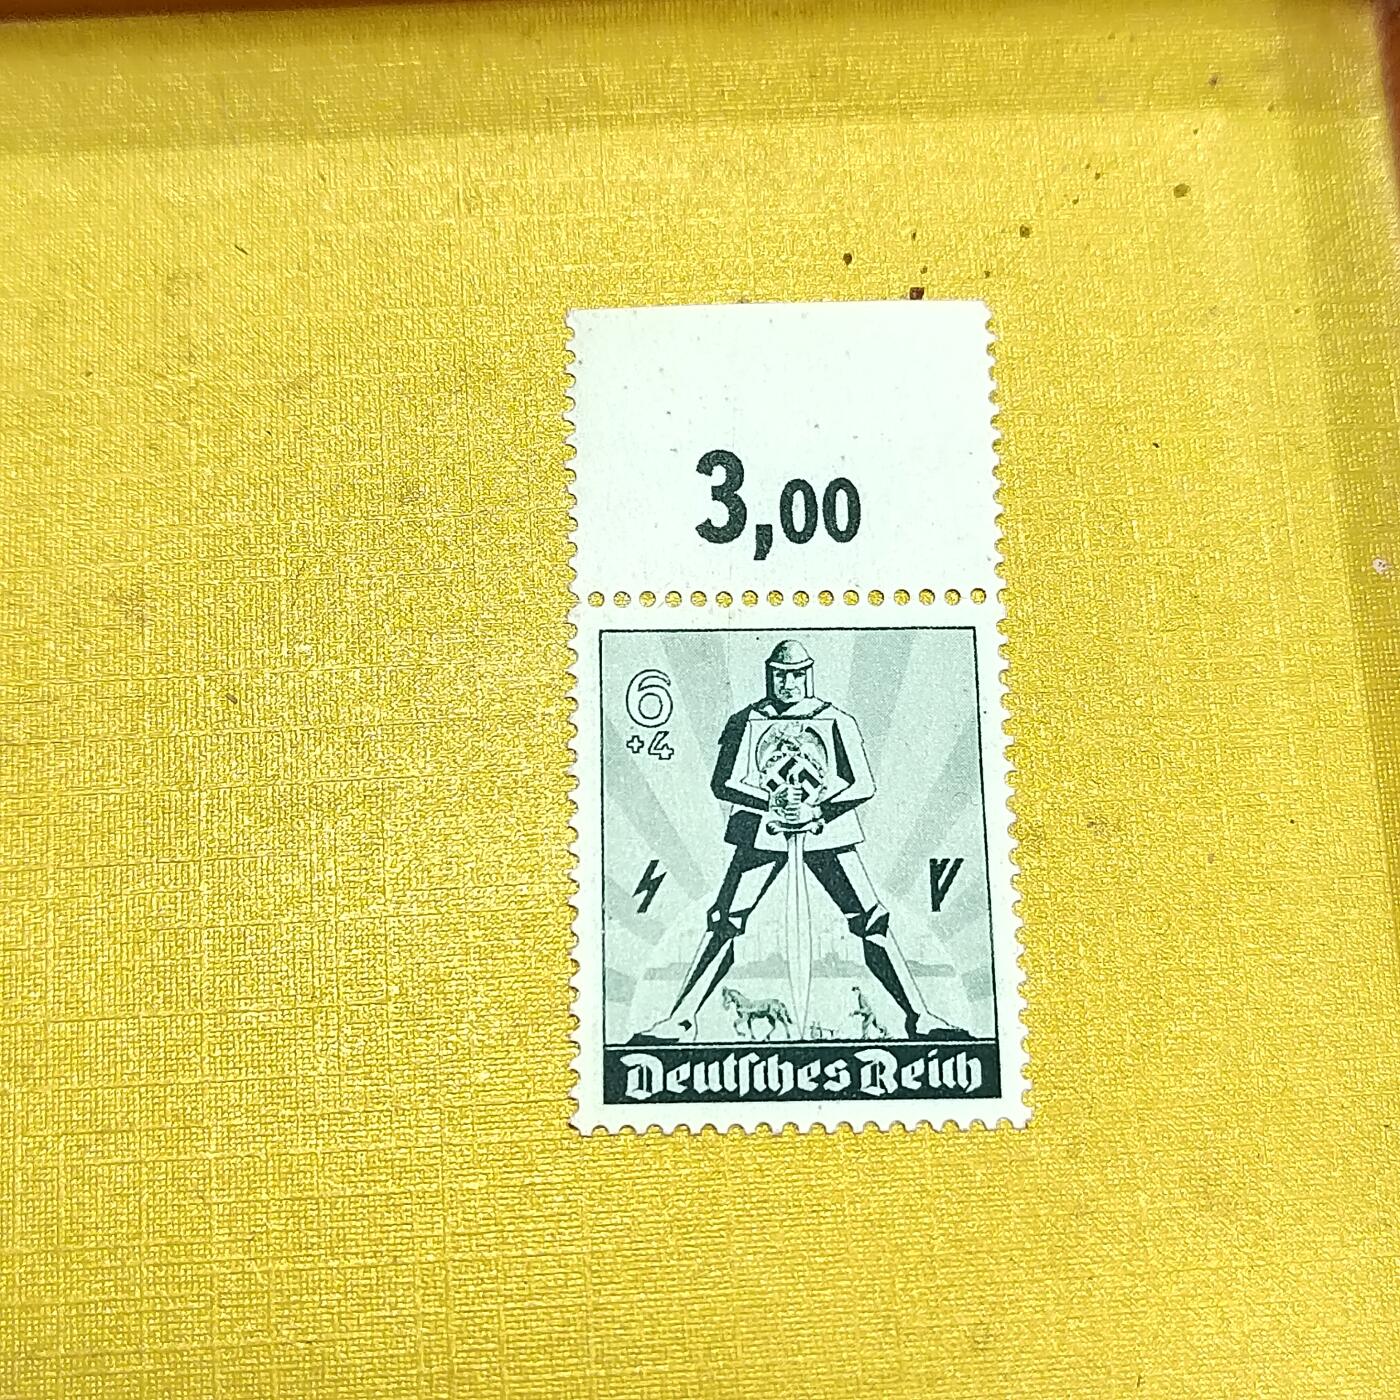 3,00
6
+4
Deutsches Reich